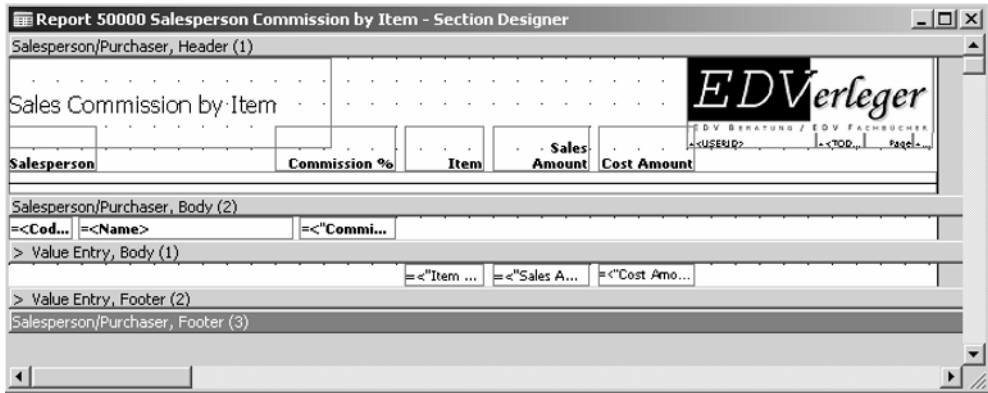 Report 50000 Salesperson Commission by Item - Section Designer
Salesperson/Purchaser, Header (1)
Sales Commission by Item
EDVerleger
EDV BERATUNG / EDV FACHBÜCHER
<USERID> <TOD... Page ...
Salesperson Commission % Item Sales Amount Cost Amount
Salesperson/Purchaser, Body (2)
=<Cod... =<Name> =<"Commi...
> Value Entry, Body (1)
=<"Item ... =<"Sales A... =<"Cost Amo...
> Value Entry, Footer (2)
Salesperson/Purchaser, Footer (3)